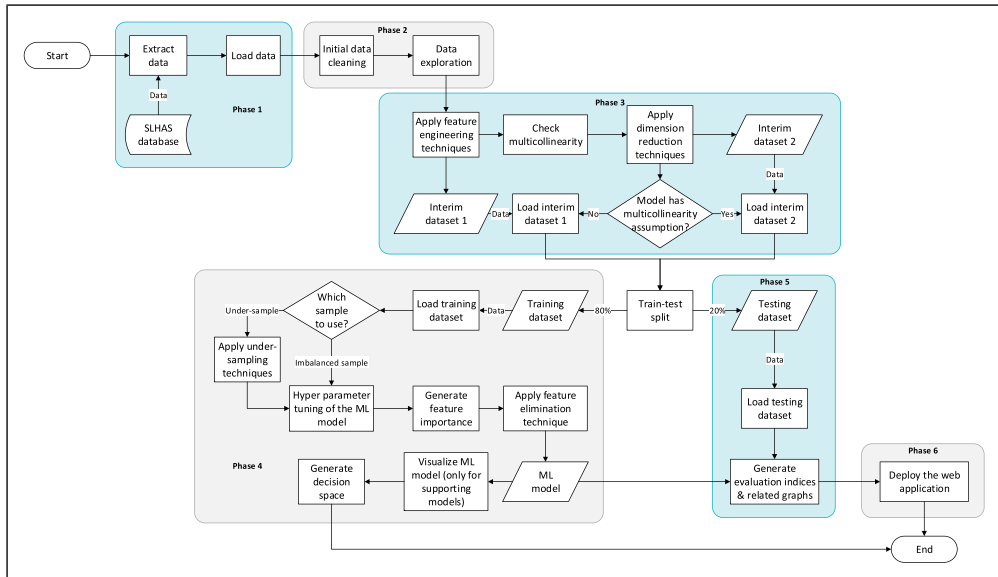 Phase 2
Start
Extract
data
Load data
Initial data
cleaning
Data
exploration
Data
Phase 1
SLHAS
database
Phase 3
Apply feature
engineering
techniques
Check
multicollinearity
Apply
dimension
reduction
techniques
Interim
dataset 2
Data
Interim
dataset 1
Data
Load interim
dataset 1
No
Model has
multicollinearity
assumption?
Yes
Load interim
dataset 2
Phase 5
Which
sample
to use?
Under-sample
Load training
dataset
Data
Training
dataset
80%
Train-test
split
20%
Testing
dataset
Apply under-
sampling
techniques
Imbalanced sample
Data
Hyper parameter
tuning of the ML
model
Generate
feature
importance
Apply feature
elimination
technique
Load testing
dataset
Phase 4
Generate
decision
space
Visualize ML
model (only for
supporting
models)
ML
model
Generate
evaluation indices
& related graphs
Phase 6
Deploy the web
application
End